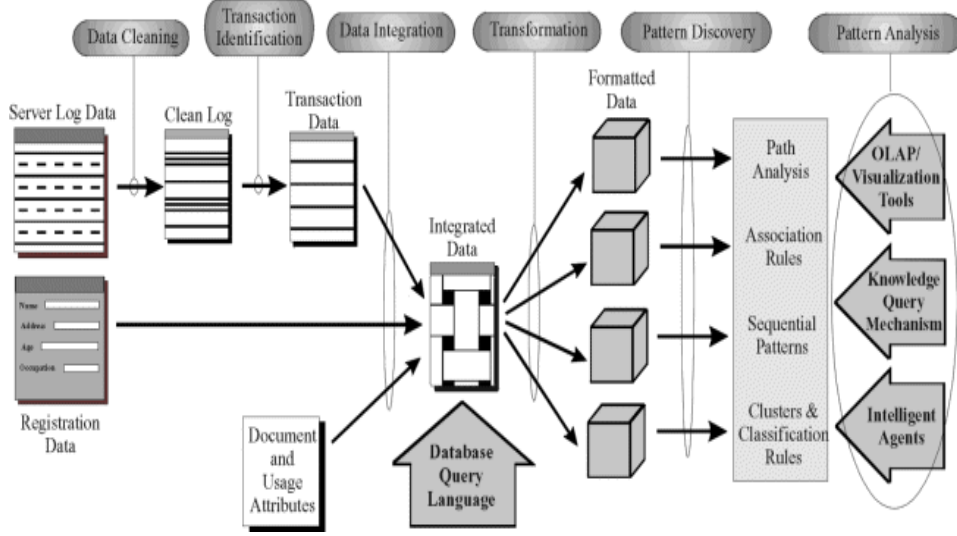 Data Cleaning
Transaction
Identification
Data Integration
Transformation
Pattern Discovery
Pattern Analysis
Server Log Data
Clean Log
Transaction
Data
Formatted
Data
Path
Analysis
OLAP/
Visualization
Tools
Integrated
Data
Association
Rules
Name
Address
Age
Occupation
Knowledge
Query
Mechanism
Sequential
Patterns
Registration
Data
Document
and
Usage
Attributes
Database
Query
Language
Clusters &
Classification
Rules
Intelligent
Agents